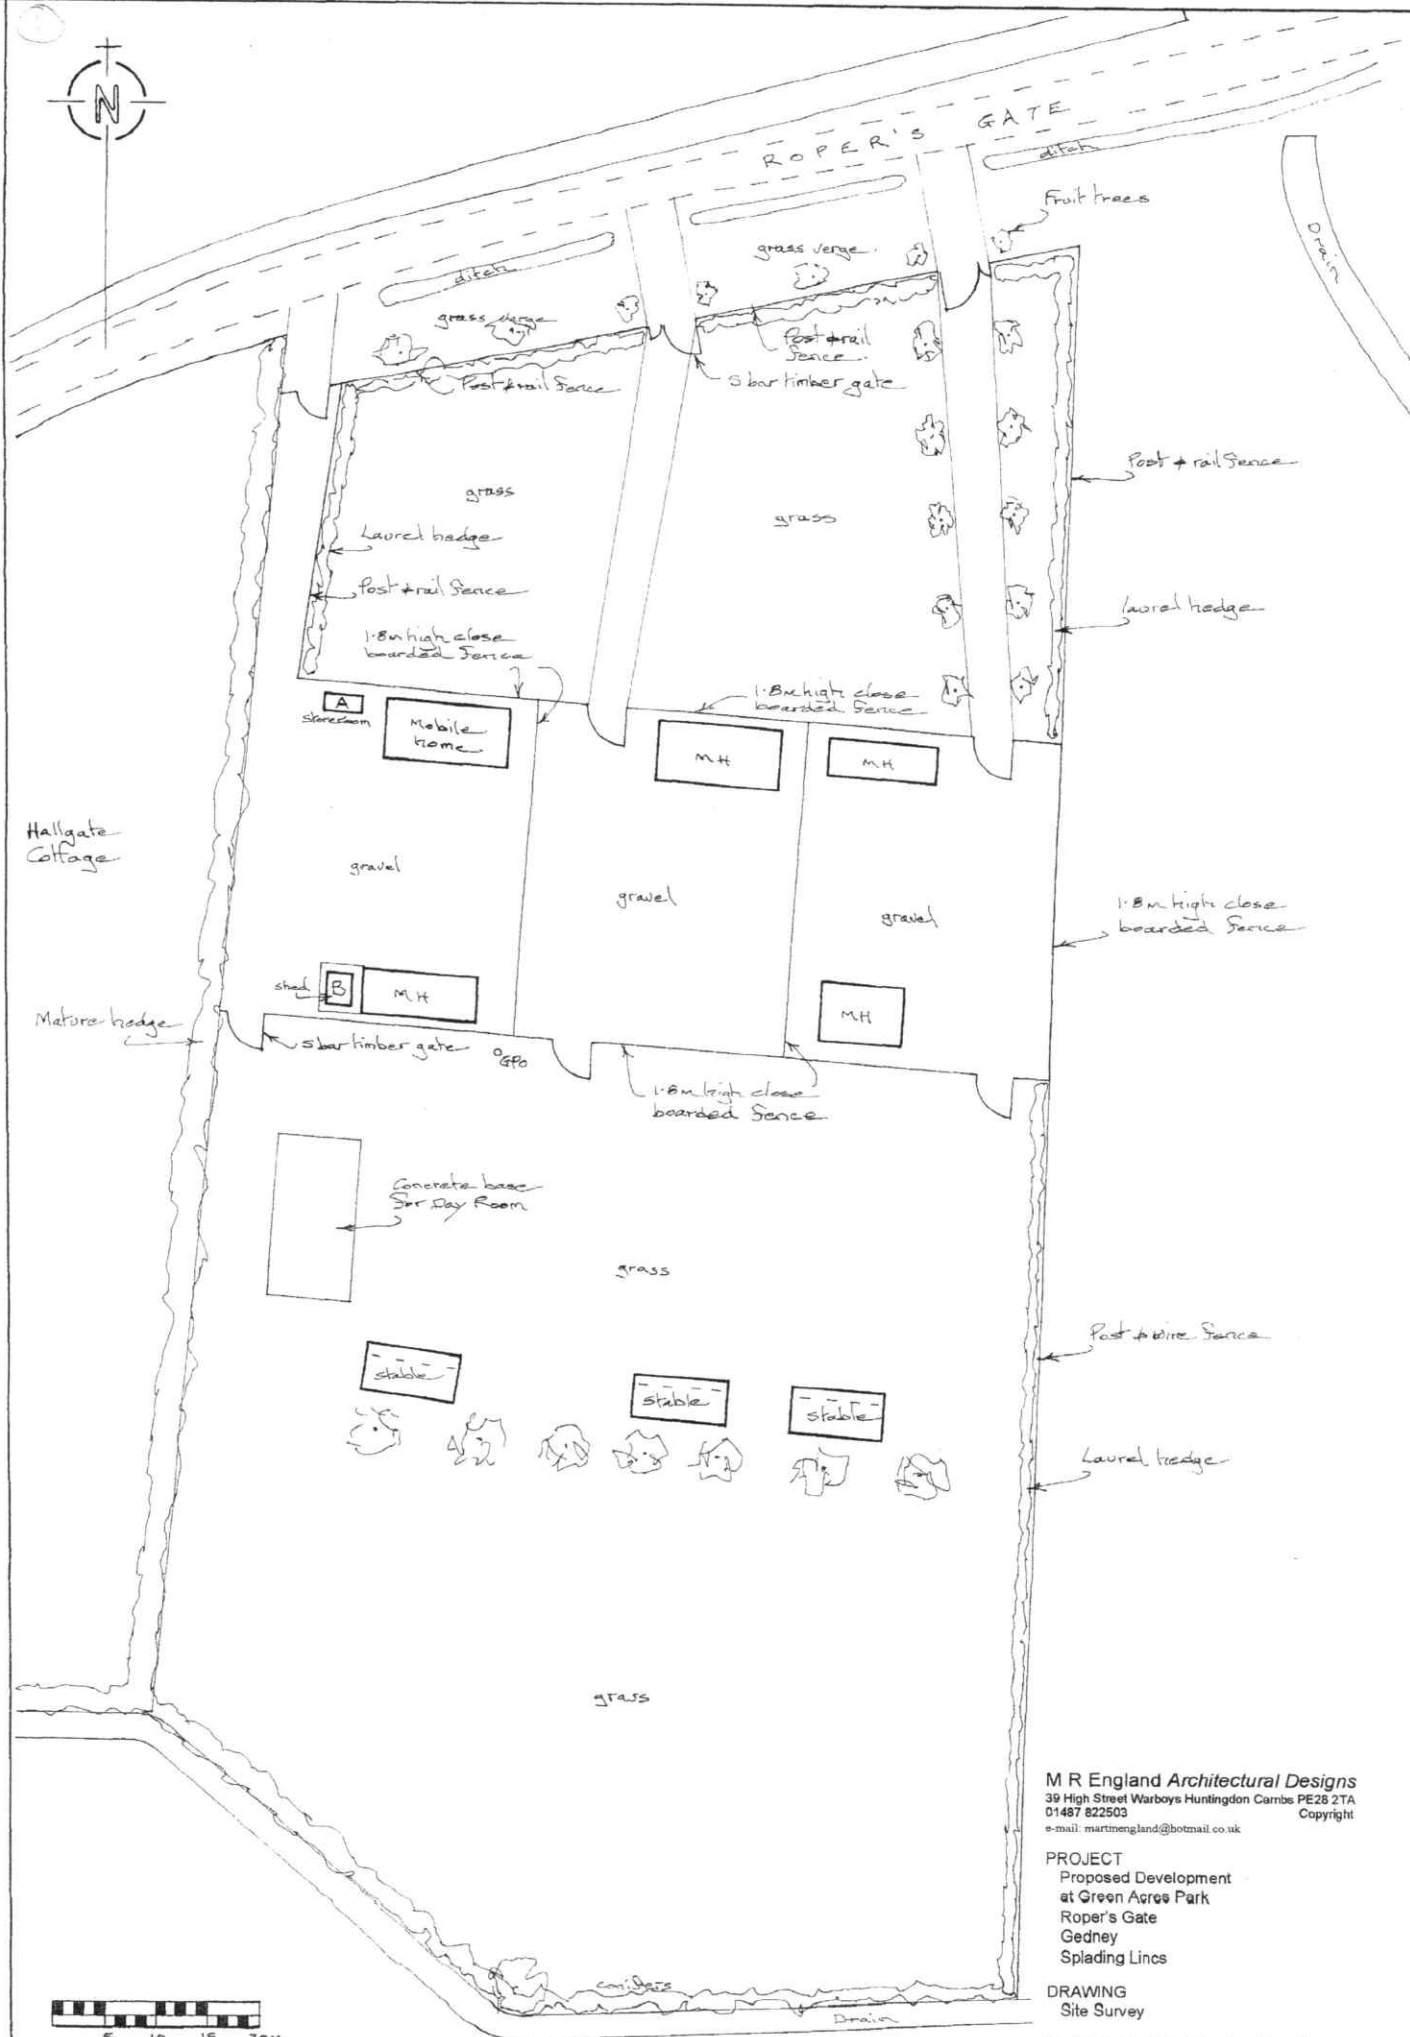 N
ROPER'S GATE
ditch
Fruit trees
Drain
grass verge
ditch
grass verge
Post & rail
fence
5 bar timber gate
Post & rail fence
Post & rail fence
grass
grass
Laurel hedge
Post & rail fence
laurel hedge
1.8m high close
boarded fence
1.8m high close
boarded fence
A
storeroom
Mobile
home
MH
MH
Hallgate
Cottage
gravel
gravel
gravel
1.8m high close
boarded fence
shed
B
MH
MH
Mature hedge
5 bar timber gate
GPO
1.8m high close
boarded fence
Concrete base
for Day Room
grass
Post & wire fence
stable
stable
stable
Laurel hedge
grass
M R England Architectural Designs
39 High Street Warboys Huntingdon Cambs PE28 2TA
01487 822503 Copyright
e-mail: martinengland@hotmail.co.uk
PROJECT
Proposed Development
at Green Acres Park
Roper's Gate
Gedney
Splading Lincs
DRAWING
Site Survey
conifers
Drain
5 10 15 20M